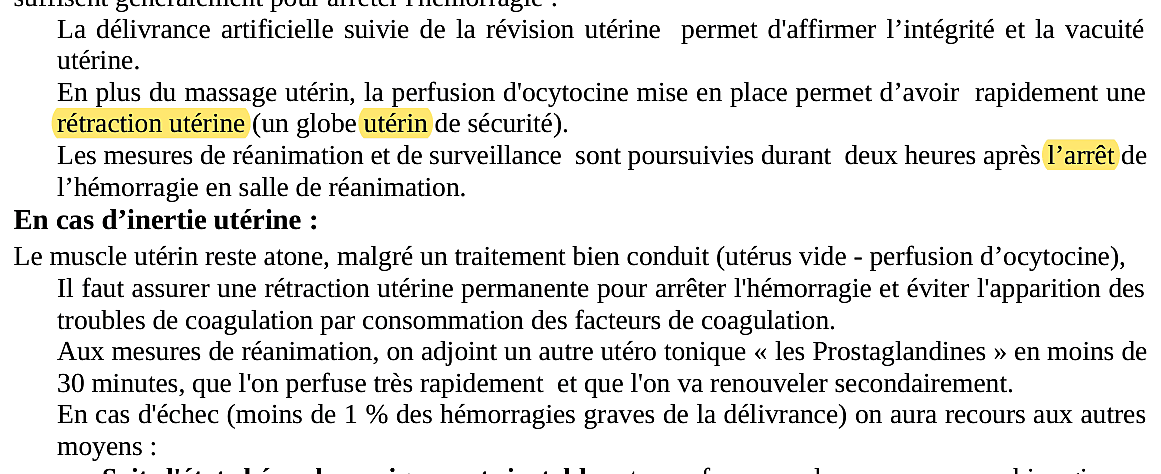 suffisent généralement pour arrêter l'hémorragie :
La délivrance artificielle suivie de la révision utérine permet d'affirmer l’intégrité et la vacuité
utérine.
En plus du massage utérin, la perfusion d'ocytocine mise en place permet d’avoir rapidement une
rétraction utérine (un globe utérin de sécurité).
Les mesures de réanimation et de surveillance sont poursuivies durant deux heures après l’arrêt de
l’hémorragie en salle de réanimation.
En cas d’inertie utérine :
Le muscle utérin reste atone, malgré un traitement bien conduit (utérus vide - perfusion d’ocytocine),
Il faut assurer une rétraction utérine permanente pour arrêter l'hémorragie et éviter l'apparition des
troubles de coagulation par consommation des facteurs de coagulation.
Aux mesures de réanimation, on adjoint un autre utéro tonique « les Prostaglandines » en moins de
30 minutes, que l'on perfuse très rapidement et que l'on va renouveler secondairement.
En cas d'échec (moins de 1 % des hémorragies graves de la délivrance) on aura recours aux autres
moyens :